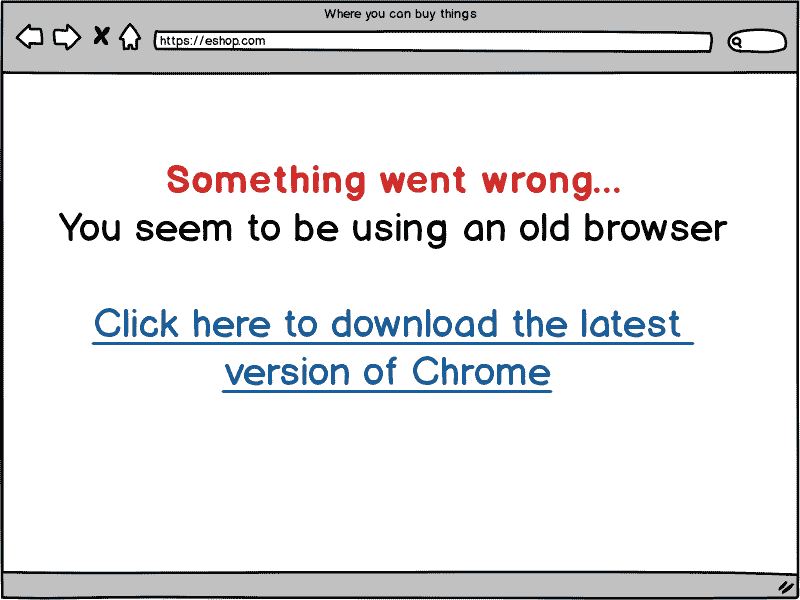 Where you can buy things
https://eshop.com
Something went wrong...
You seem to be using an old browser
Click here to download the latest
version of Chrome